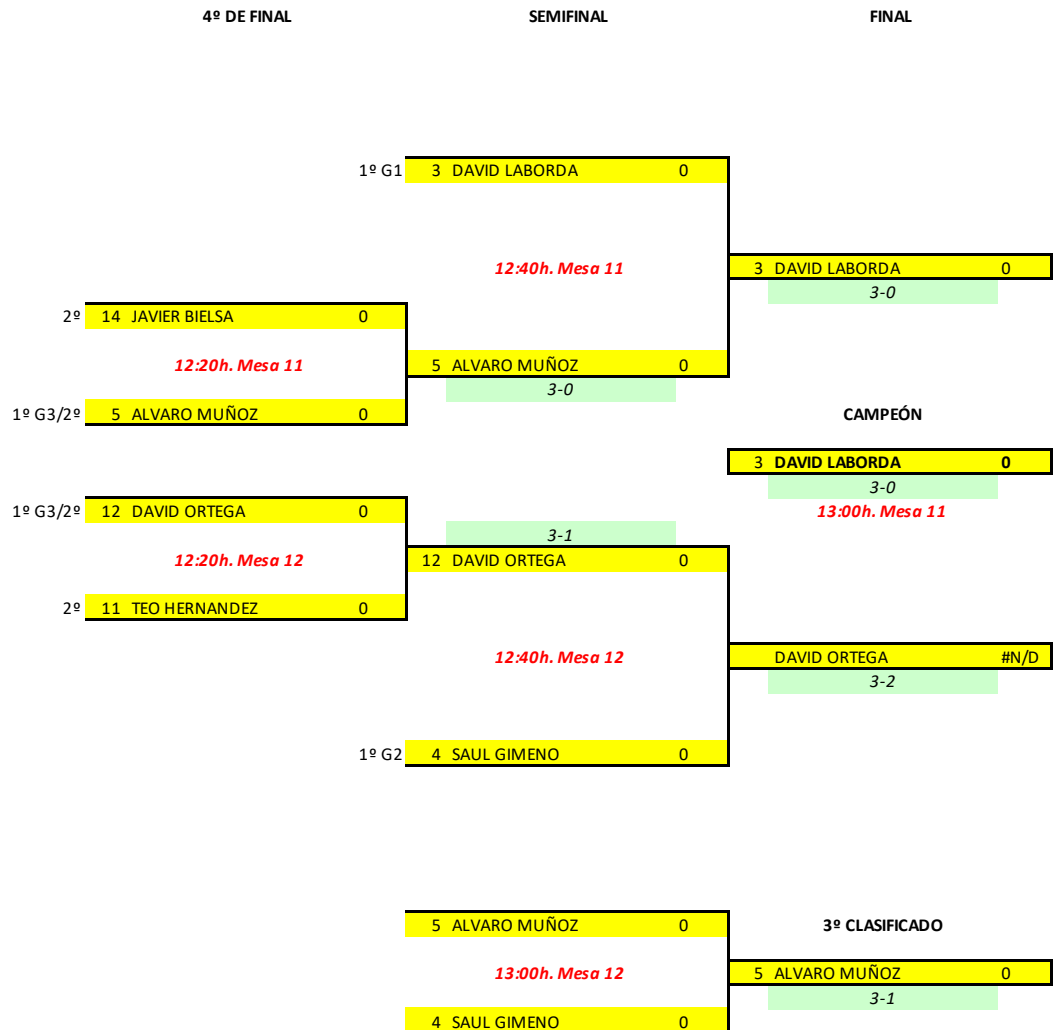 4º DE FINAL SEMIFINAL FINAL
1º G1 3 DAVID LABORDA 0
12:40h. Mesa 11 3 DAVID LABORDA 0
3-0
2º 14 JAVIER BIELSA 0
12:20h. Mesa 11 5 ALVARO MUÑOZ 0
3-0
1º G3/2º 5 ALVARO MUÑOZ 0 CAMPEÓN
3 DAVID LABORDA 0
3-0
1º G3/2º 12 DAVID ORTEGA 0 13:00h. Mesa 11
3-1
12:20h. Mesa 12 12 DAVID ORTEGA 0
2º 11 TEO HERNANDEZ 0
12:40h. Mesa 12 DAVID ORTEGA #N/D
3-2
1º G2 4 SAUL GIMENO 0
5 ALVARO MUÑOZ 0 3º CLASIFICADO
13:00h. Mesa 12 5 ALVARO MUÑOZ 0
3-1
4 SAUL GIMENO 0